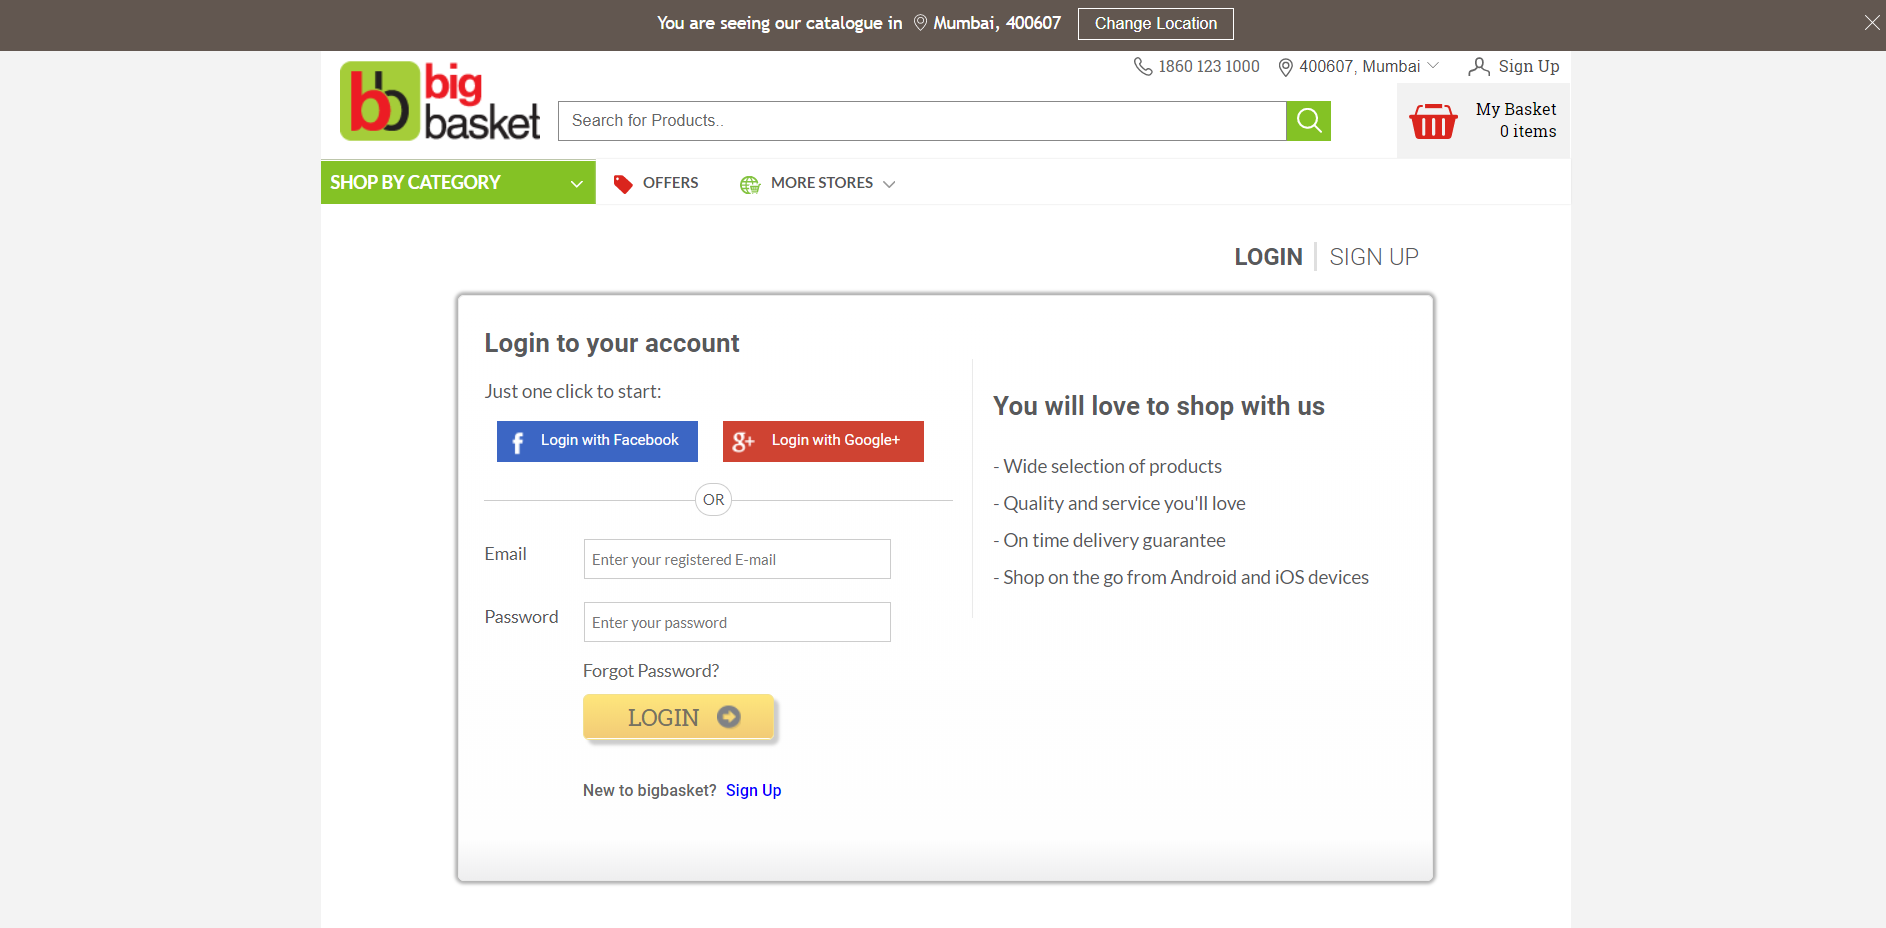 You are seeing our catalogue in Mumbai, 400607 Change Location
1860 123 1000 400607, Mumbai Sign Up
bb big
basket
Search for Products..
My Basket
0 items
SHOP BY CATEGORY OFFERS MORE STORES
LOGIN SIGN UP
Login to your account
Just one click to start:
f Login with Facebook g+ Login with Google+
OR
Email Enter your registered E-mail
Password Enter your password
Forgot Password?
LOGIN
New to bigbasket? Sign Up
You will love to shop with us
- Wide selection of products
- Quality and service you'll love
- On time delivery guarantee
- Shop on the go from Android and iOS devices